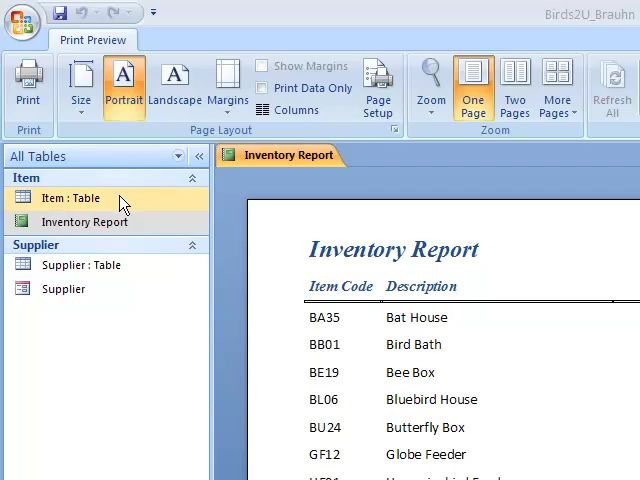 Birds2U_Brauhn
Print Preview
Print
Size
Portrait
Landscape
Margins
Show Margins
Print Data Only
Columns
Page Setup
Zoom
One Page
Two Pages
More Pages
Refresh All
Print
Page Layout
Zoom
All Tables
Item
Item : Table
Inventory Report
Supplier
Supplier : Table
Supplier
Inventory Report
Inventory Report
Item Code Description
BA35 Bat House
BB01 Bird Bath
BE19 Bee Box
BL06 Bluebird House
BU24 Butterfly Box
GF12 Globe Feeder